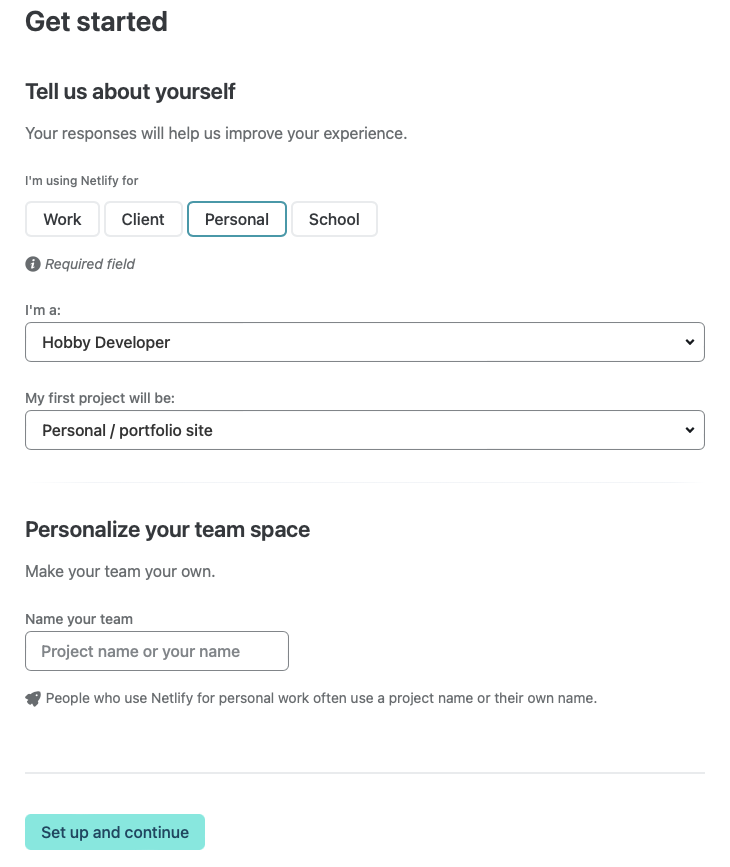 Get started
Tell us about yourself
Your responses will help us improve your experience.
I'm using Netlify for
Work Client Personal School
Required field
I'm a:
Hobby Developer
My first project will be:
Personal / portfolio site
Personalize your team space
Make your team your own.
Name your team
Project name or your name
People who use Netlify for personal work often use a project name or their own name.
Set up and continue